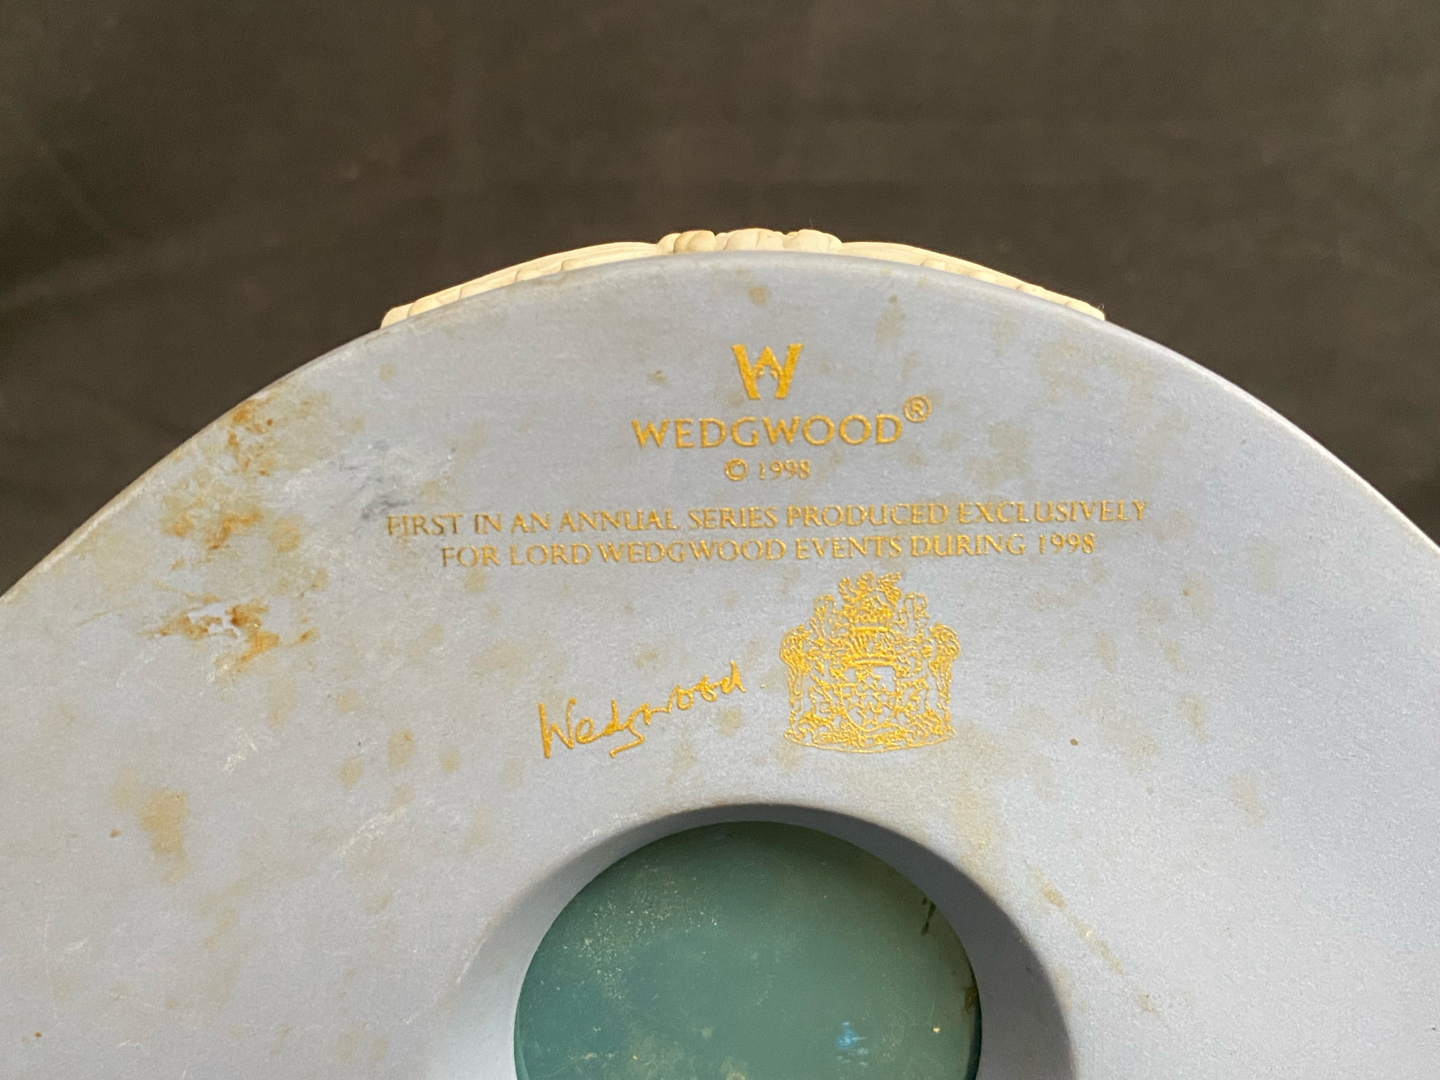 W
WEDGWOOD®
© 1998
FIRST IN AN ANNUAL SERIES PRODUCED EXCLUSIVELY
FOR LORD WEDGWOOD EVENTS DURING 1998
Wedgwood